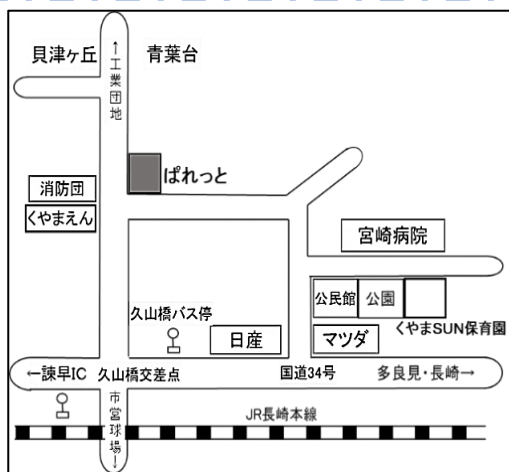 貝津ヶ丘
青葉台
←工業団地
消防団
くやまえん
ぱれっと
宮崎病院
公民館
公園
くやまSUN保育園
久山橋バス停
日産
マツダ
←諫早IC
久山橋交差点
国道34号
多良見・長崎→
市営球場→
JR長崎本線